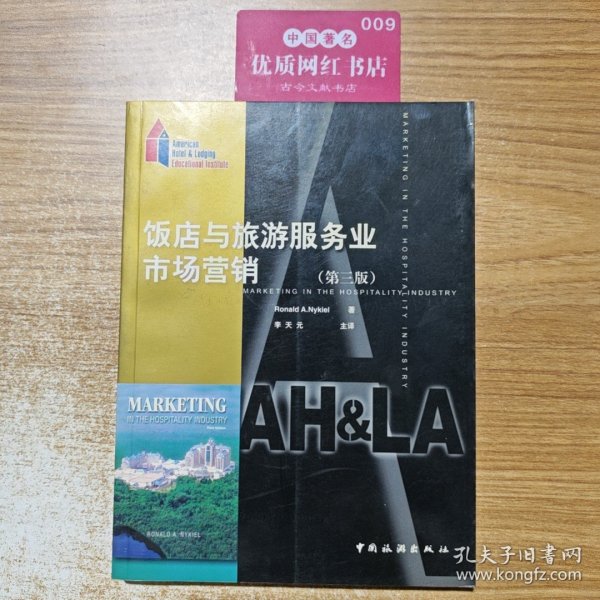 009
中国著名
优质网红书店
古今文献书店
American
Hotel & Lodging
Educational Institute
MARKETING IN THE HOSPITALITY INDUSTRY
饭店与旅游服务业
市场营销
（第三版）
MARKETING IN THE HOSPITALITY INDUSTRY
Ronald A.Nykiel 著
李天元 主译
AH&LA
MARKETING
IN THE HOSPITALITY INDUSTRY
Third Edition
RONALD A. NYKIEL
中国旅游出版社
孔夫子旧书网
www.kongfz.com